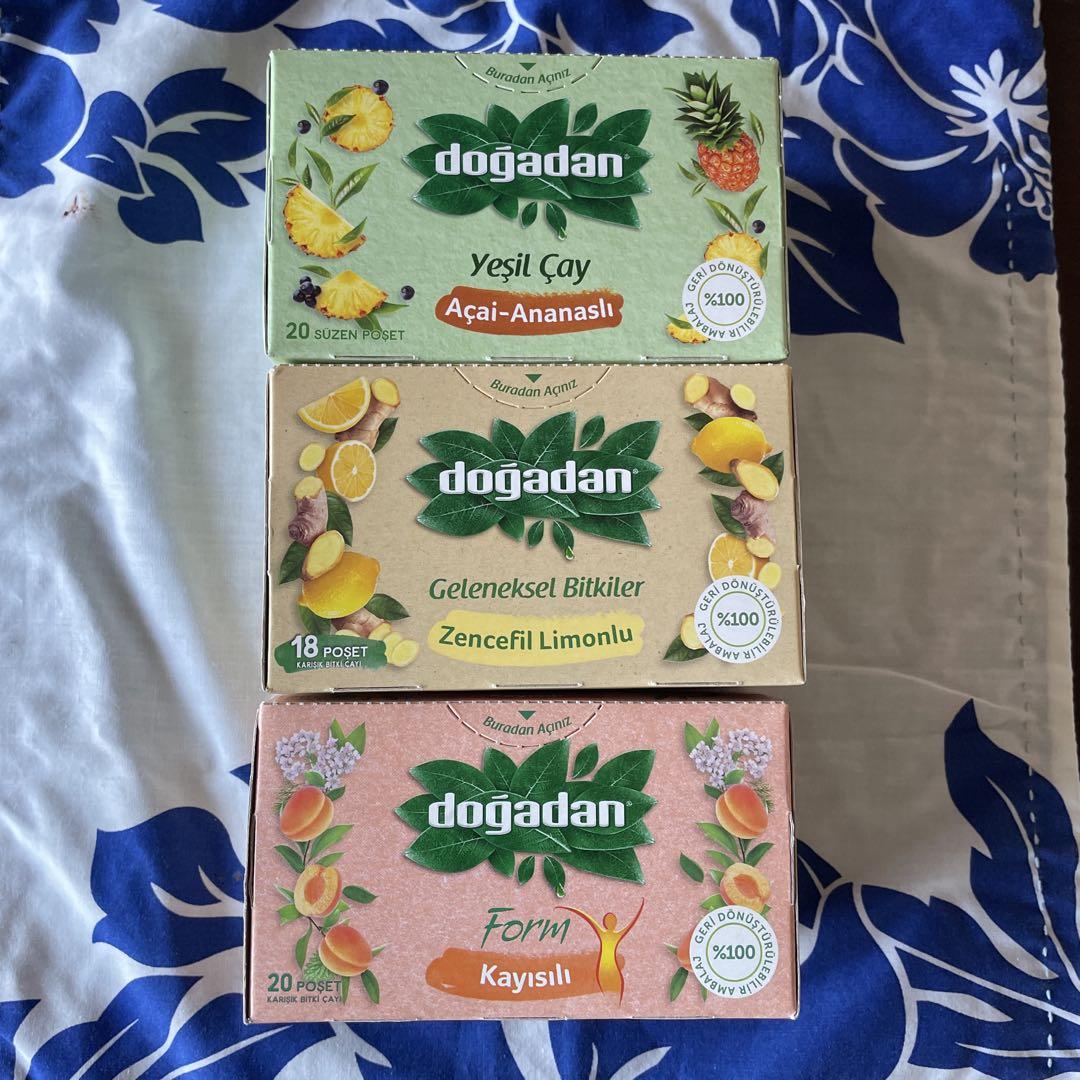 Buradan Açınız
doğadan
Yeşil Çay
Açai-Ananaslı
20 SÜZEN POŞET
GERİ DÖNÜŞTÜRÜLEBİLİR AMBALAJ
%100
Buradan Açınız
doğadan
Geleneksel Bitkiler
Zencefil Limonlu
18 POŞET
KARIŞIK BİTKİ ÇAYI
GERİ DÖNÜŞTÜRÜLEBİLİR AMBALAJ
%100
Buradan Açınız
doğadan
Form
Kayısılı
20 POŞET
KARIŞIK BİTKİ ÇAYI
GERİ DÖNÜŞTÜRÜLEBİLİR AMBALAJ
%100